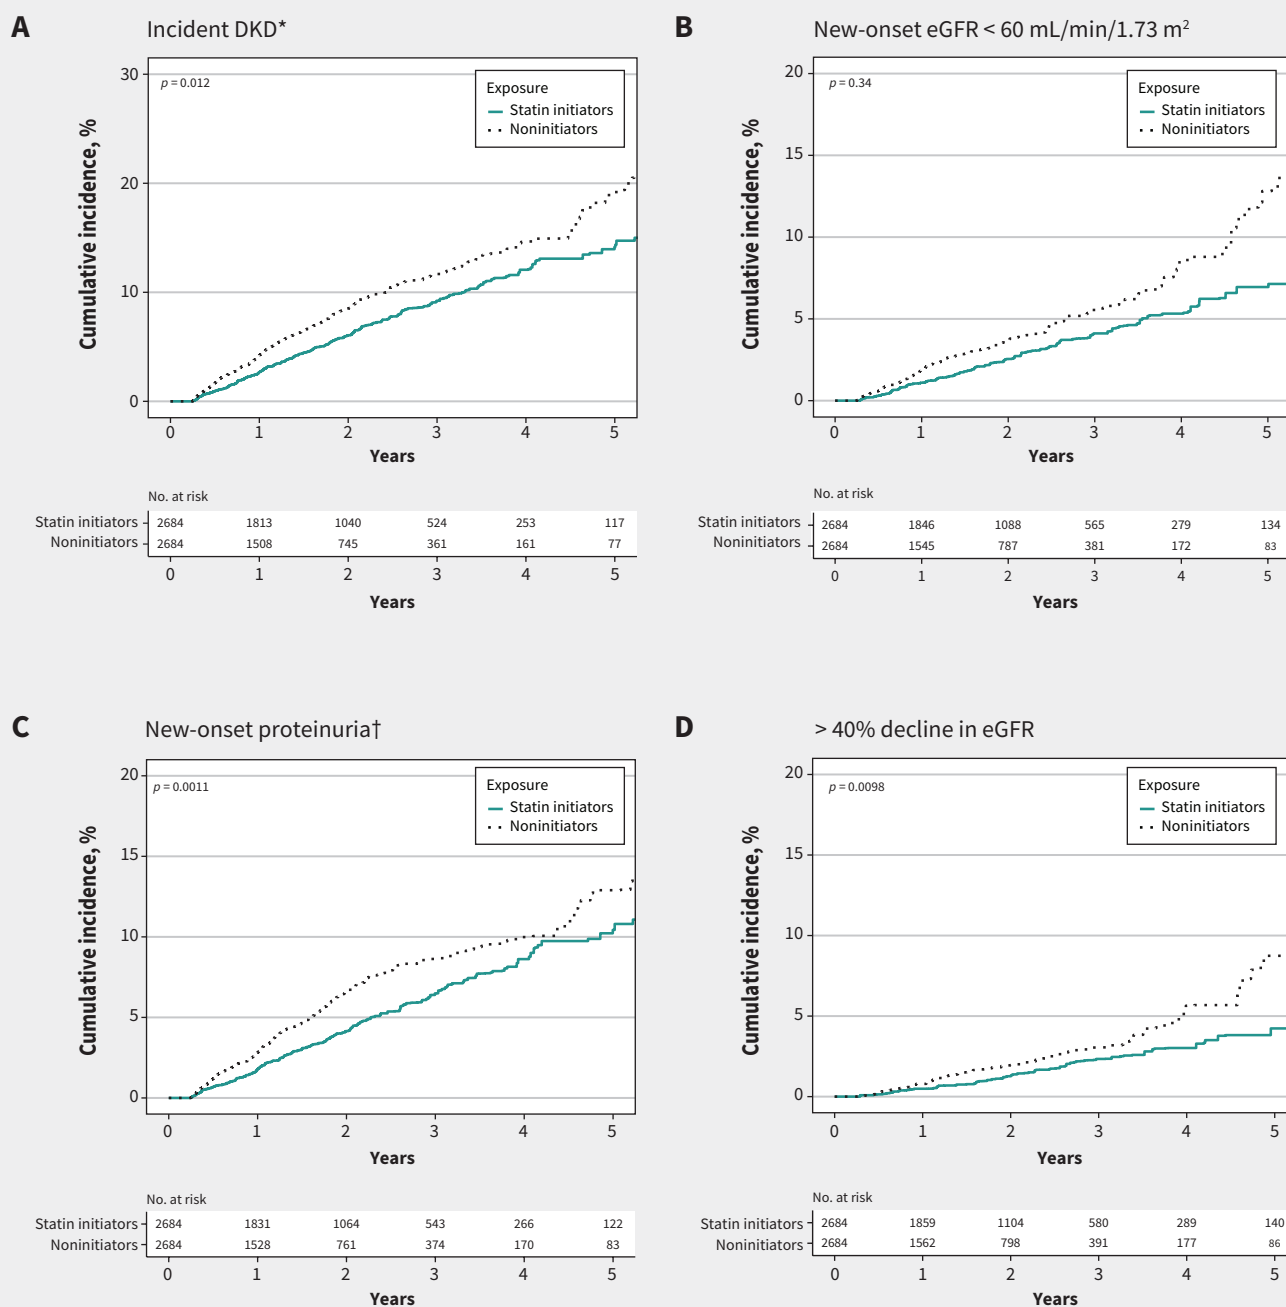 A Incident DKD*
p = 0.012
Exposure
Statin initiators
Noninitiators
Cumulative incidence, %
30
20
10
0
0 1 2 3 4 5
Years
No. at risk
Statin initiators 2684 1813 1040 524 253 117
Noninitiators 2684 1508 745 361 161 77
0 1 2 3 4 5
Years
B New-onset eGFR < 60 mL/min/1.73 m²
p = 0.34
Exposure
Statin initiators
Noninitiators
Cumulative incidence, %
20
15
10
5
0
0 1 2 3 4 5
Years
No. at risk
Statin initiators 2684 1846 1088 565 279 134
Noninitiators 2684 1545 787 381 172 83
0 1 2 3 4 5
Years
C New-onset proteinuria†
p = 0.0011
Exposure
Statin initiators
Noninitiators
Cumulative incidence, %
20
15
10
5
0
0 1 2 3 4 5
Years
No. at risk
Statin initiators 2684 1831 1064 543 266 122
Noninitiators 2684 1528 761 374 170 83
0 1 2 3 4 5
Years
D > 40% decline in eGFR
p = 0.0098
Exposure
Statin initiators
Noninitiators
Cumulative incidence, %
20
15
10
5
0
0 1 2 3 4 5
Years
No. at risk
Statin initiators 2684 1859 1104 580 289 140
Noninitiators 2684 1562 798 391 177 86
0 1 2 3 4 5
Years